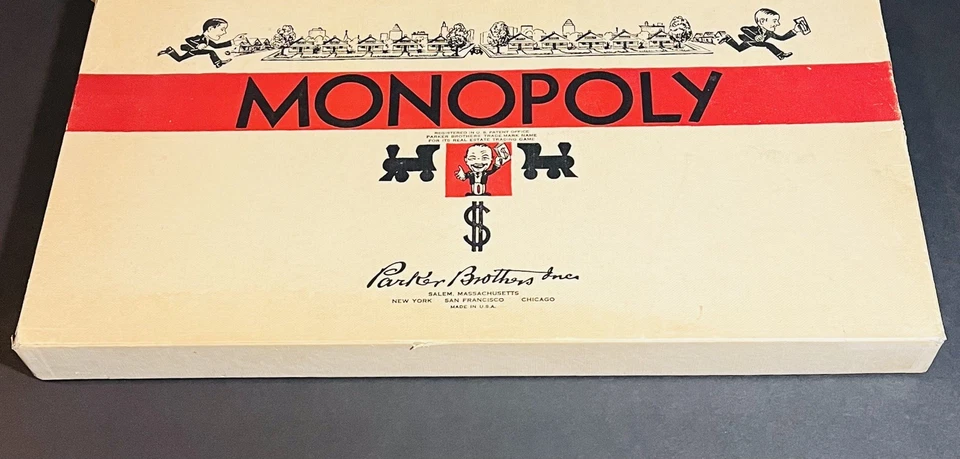 MONOPOLY
REGISTERED IN U. S. PATENT OFFICE
PARKER BROTHERS TRADE MARK NAME
FOR ITS REAL ESTATE TRADING GAME
$
Parker Brothers Inc.
SALEM, MASSACHUSETTS
NEW YORK SAN FRANCISCO CHICAGO
MADE IN U.S.A.